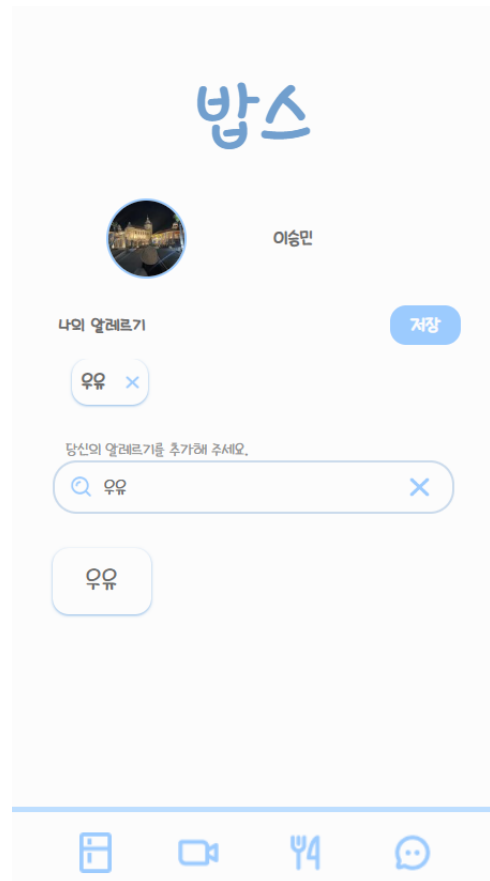 밥스
이승민
나의 알레르기
저장
우유
당신의 알레르기를 추가해 주세요.
우유
우유